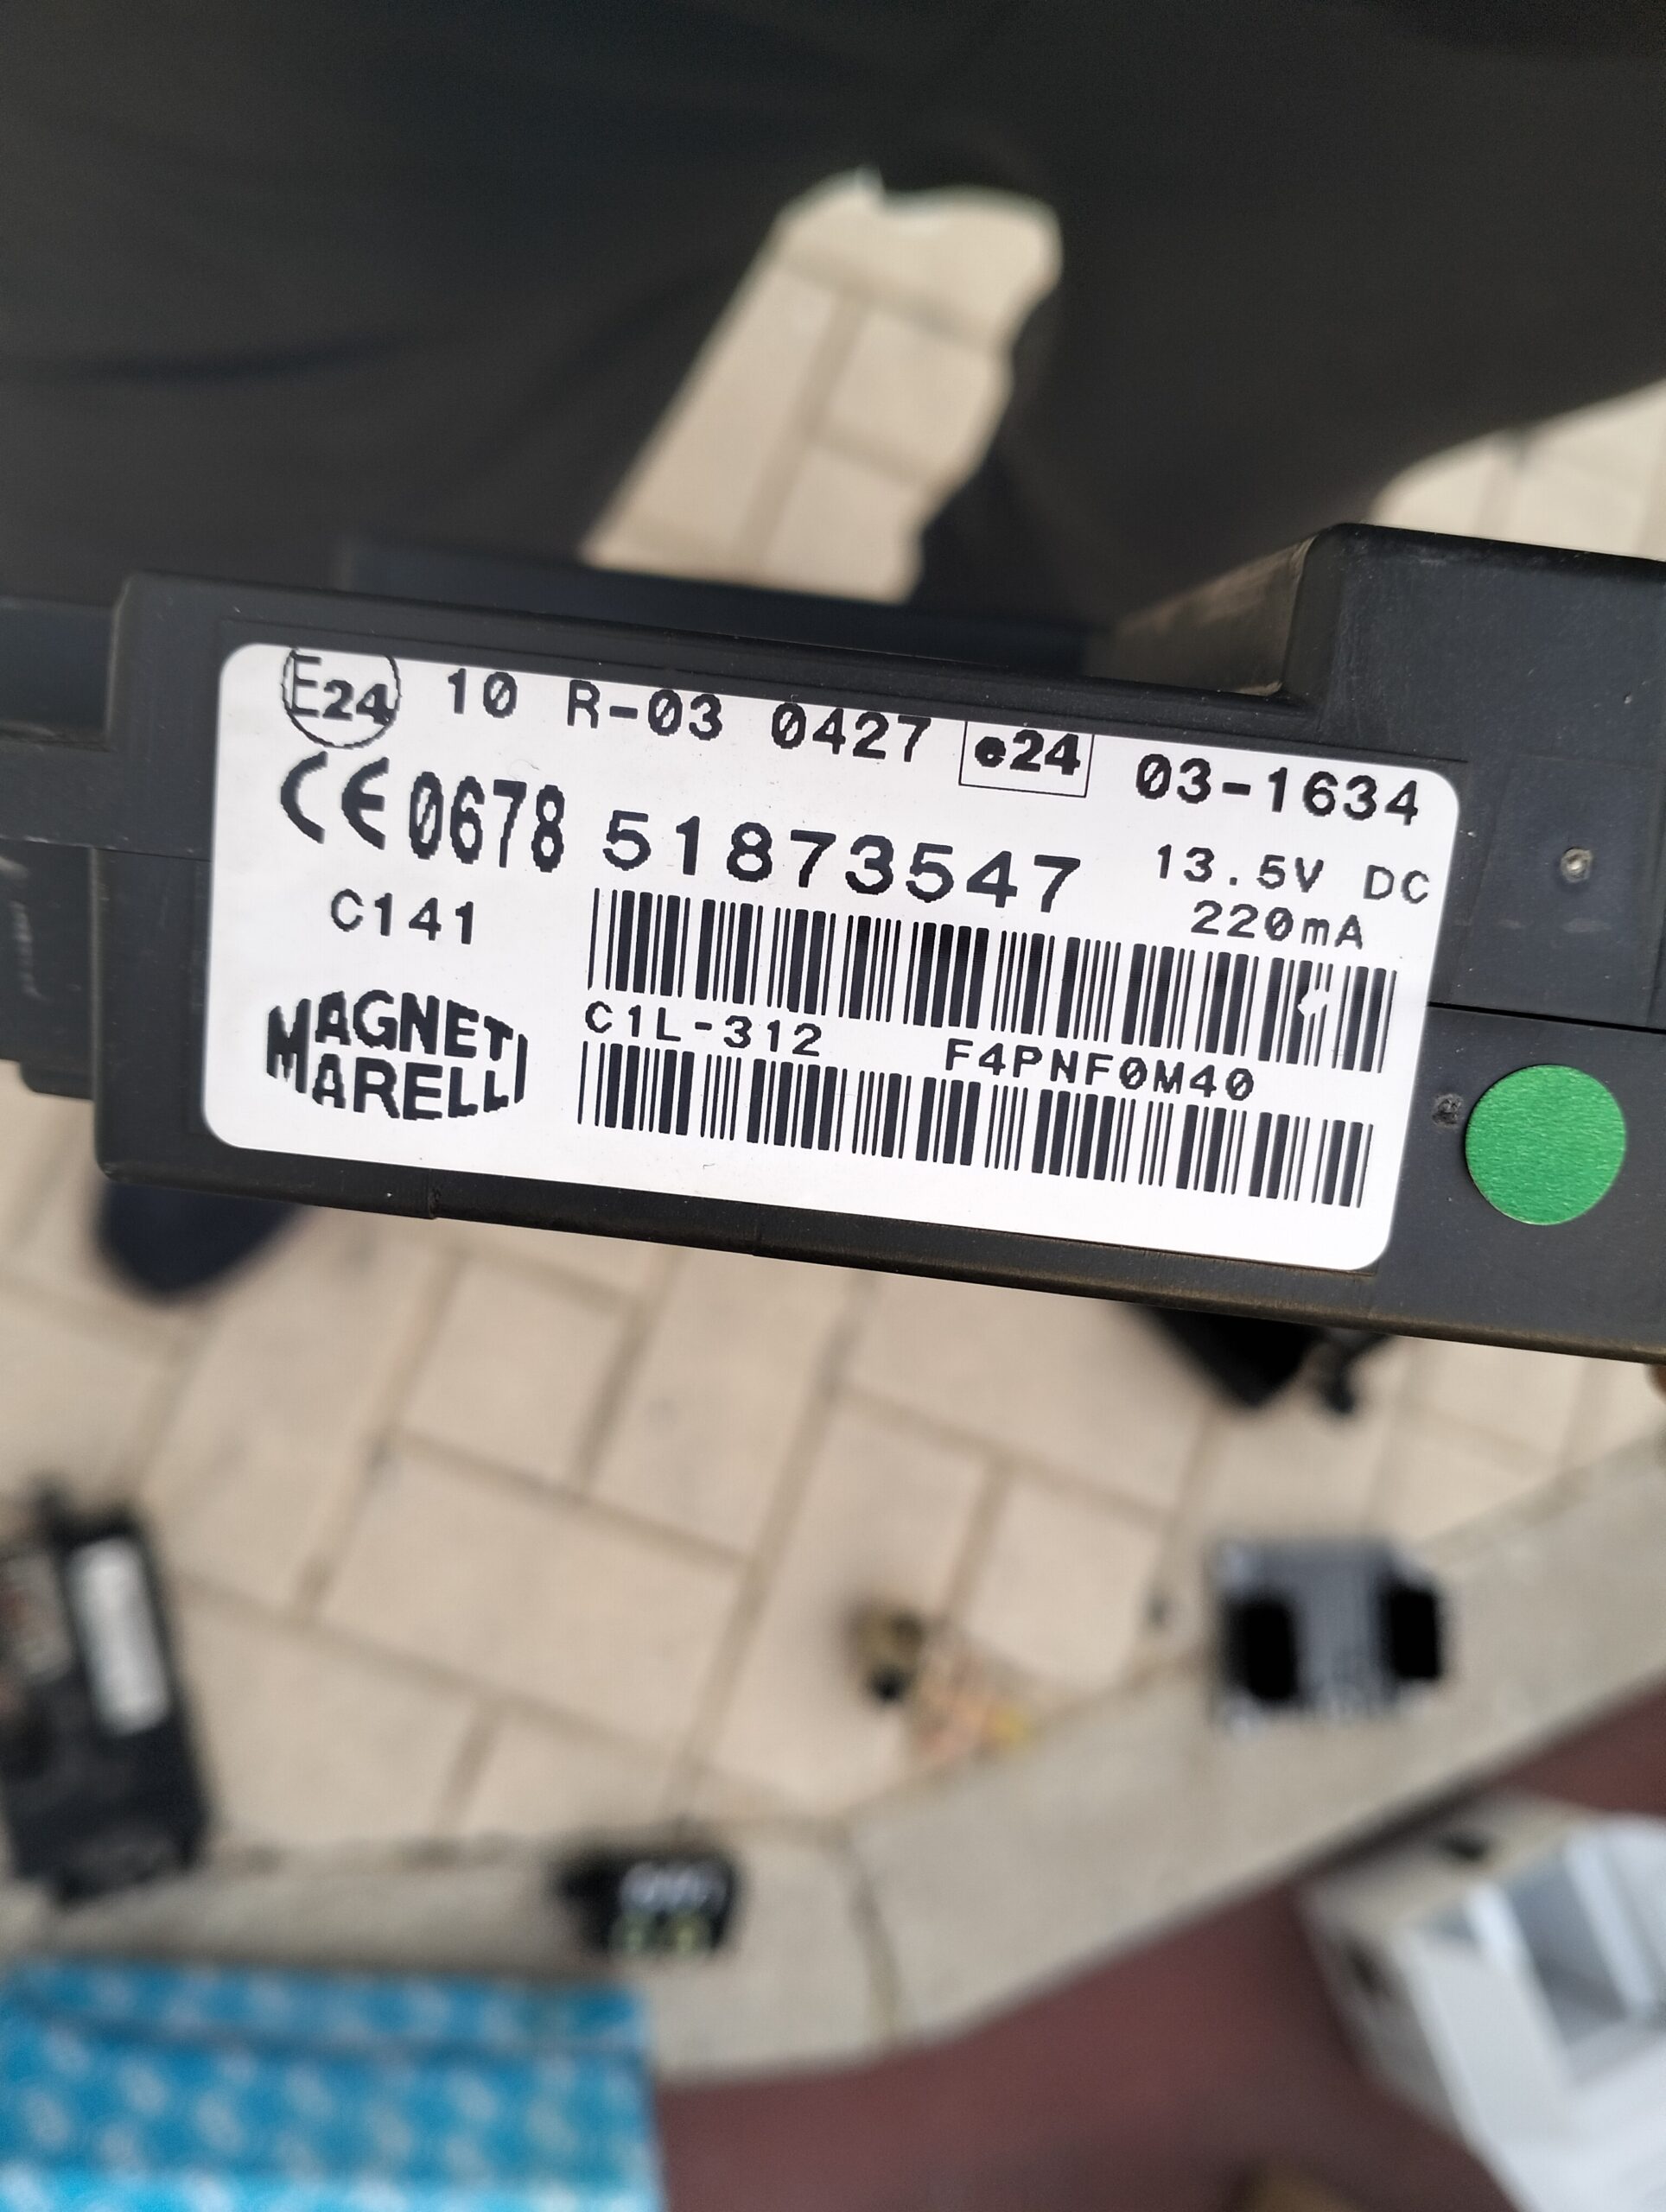 E24 10 R-03 0427 e24 03-1634
CE 0678 51873547 13.5V DC
C141 220mA
C1L-312 F4PNF0M40
MAGNETI
MARELLI